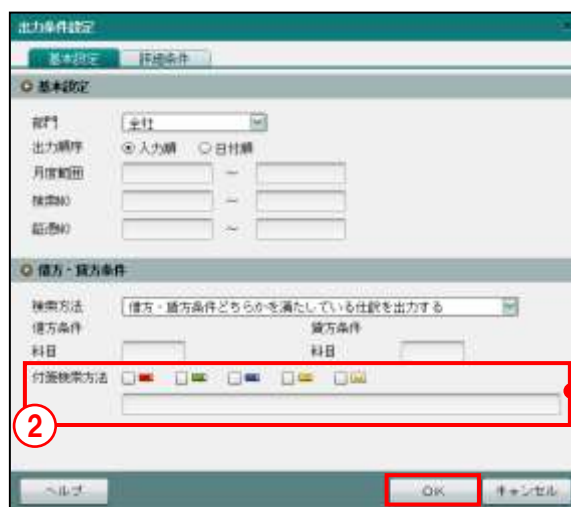 出力条件設定
基本設定 詳細条件
基本設定
部門 全社
出力順序 入力順 日付順
月度範囲 ～
検索NO ～
証憑NO ～
借方・貸方条件
検索方法 借方・貸方条件どちらかを満たしている仕訳を出力する
借方条件 貸方条件
科目 科目
付箋検索方法
2
ヘルプ OK キャンセル